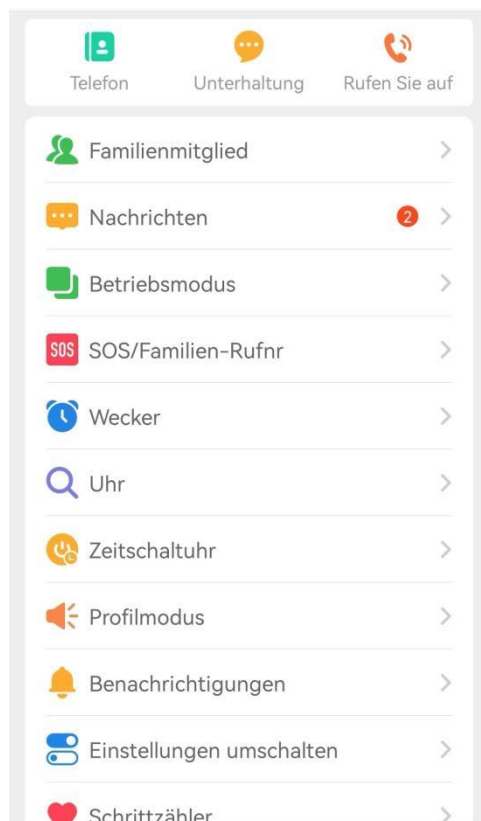 Telefon Unterhaltung Rufen Sie auf
Familienmitglied
Nachrichten 2
Betriebsmodus
SOS SOS/Familien-Rufnr
Wecker
Uhr
Zeitschaltuhr
Profilmodus
Benachrichtigungen
Einstellungen umschalten
Schrittzähler